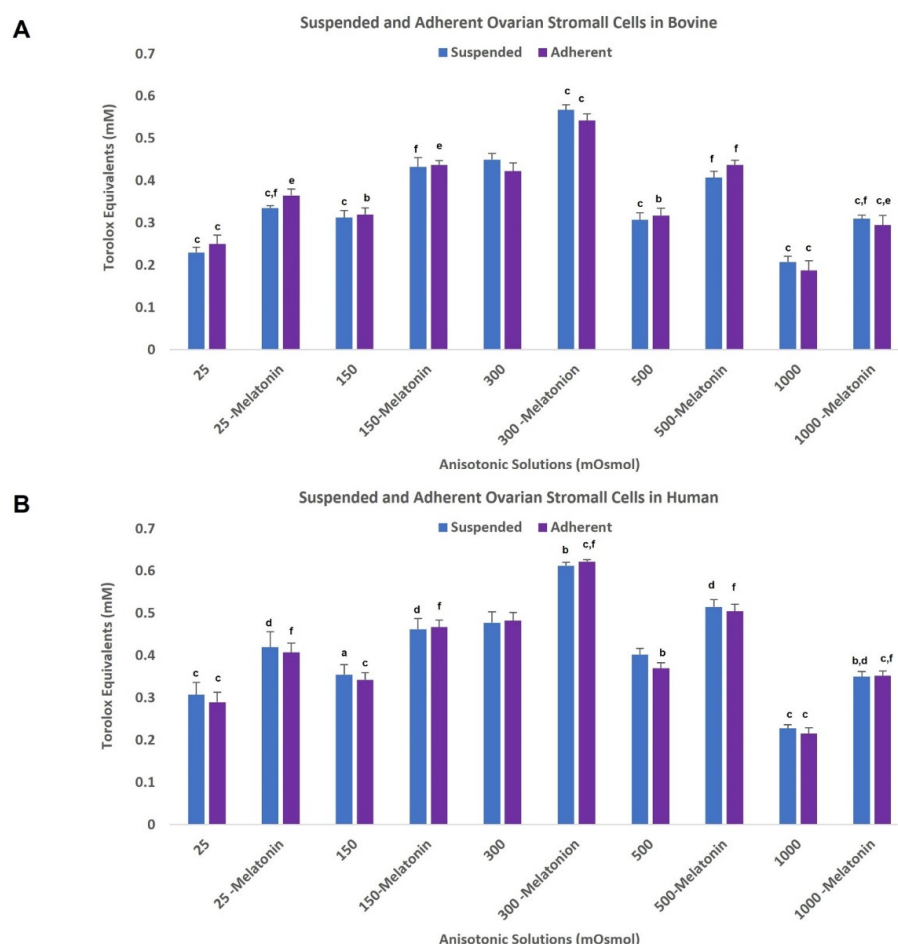 A
Suspended and Adherent Ovarian Stromall Cells in Bovine
Suspended Adherent
Torolox Equivalents (mM)
0.7
0.6
0.5
0.4
0.3
0.2
0.1
0
c c
c,f e
c b
f e
c c
c b
f f
c c
c,f c,e
25
25 -Melatonin
150
150-Melatonin
300
300 -Melatonion
500
500-Melatonin
1000
1000 -Melatonin
Anisotonic Solutions (mOsmol)
B
Suspended and Adherent Ovarian Stromall Cells in Human
Suspended Adherent
Torolox Equivalents (mM)
0.7
0.6
0.5
0.4
0.3
0.2
0.1
0
c c
d f
a c
d f
b c,f
b
d f
c c
b,d c,f
25
25 -Melatonin
150
150-Melatonin
300
300 -Melatonion
500
500-Melatonin
1000
1000 -Melatonin
Anisotonic Solutions (mOsmol)